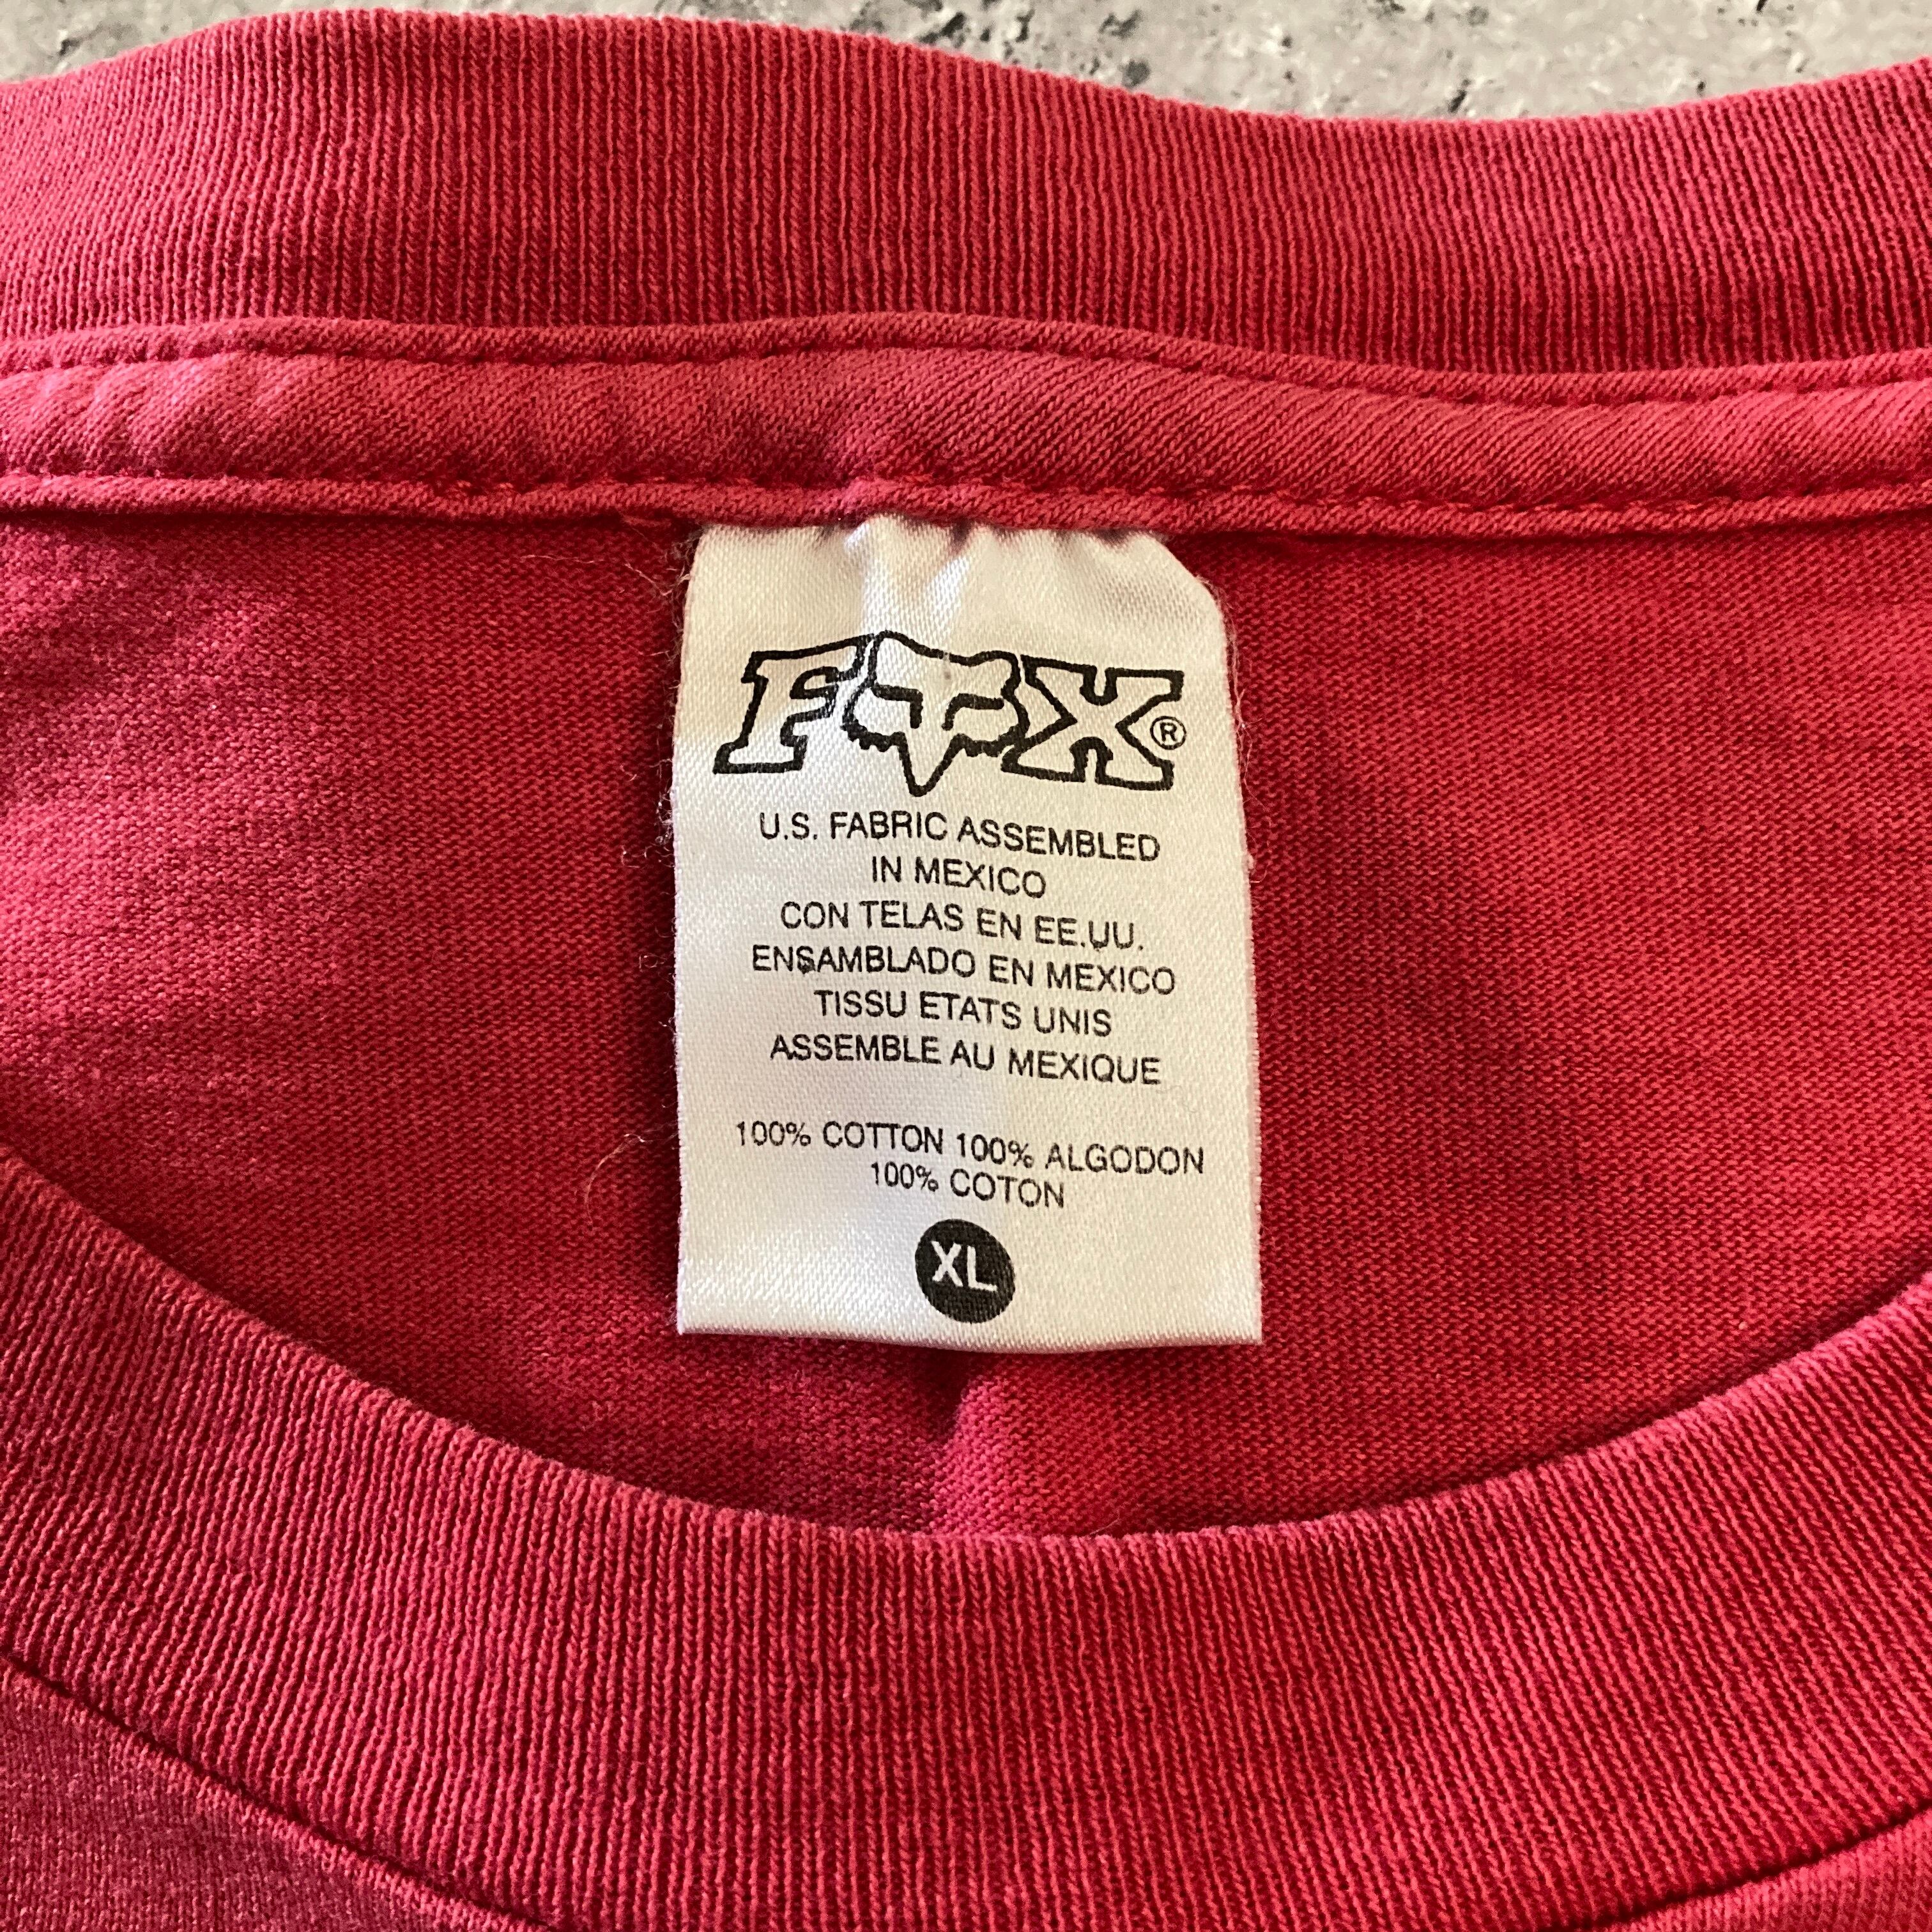 FOX®
U.S. FABRIC ASSEMBLED
IN MEXICO
CON TELAS EN EE.UU.
ENSAMBLADO EN MEXICO
TISSU ETATS UNIS
ASSEMBLE AU MEXIQUE
100% COTTON 100% ALGODON
100% COTON
XL